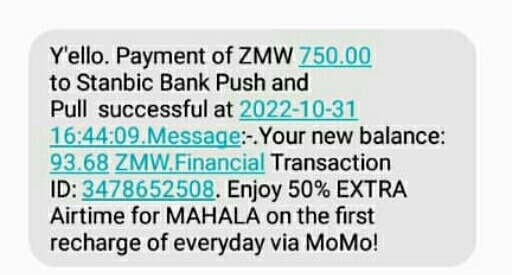 Y'ello. Payment of ZMW 750.00
to Stanbic Bank Push and
Pull  successful at 2022-10-31
16:44:09.Message:-.Your new balance:
93.68 ZMW.Financial Transaction
ID: 3478652508. Enjoy 50% EXTRA
Airtime for MAHALA on the first
recharge of everyday via MoMo!